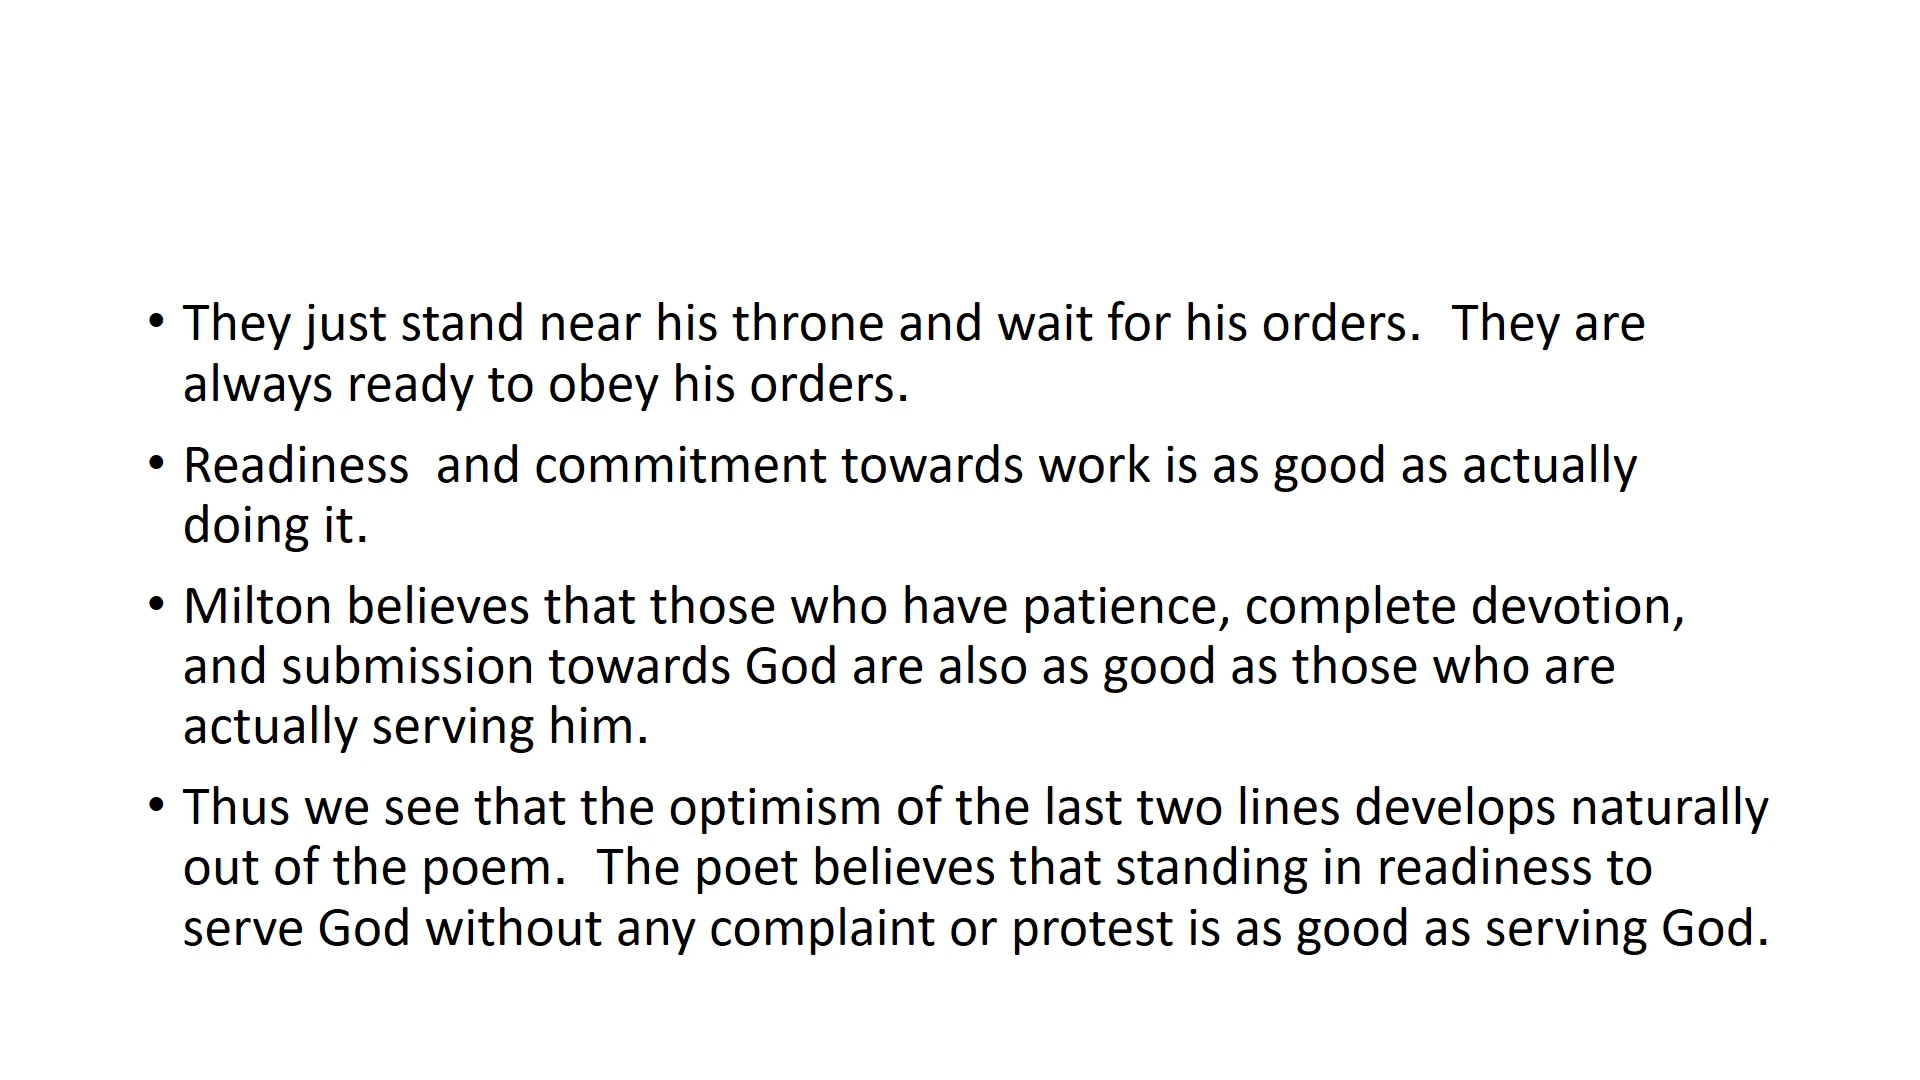 • They just stand near his throne and wait for his orders.  They are
always ready to obey his orders.
• Readiness  and commitment towards work is as good as actually
doing it.
• Milton believes that those who have patience, complete devotion,
and submission towards God are also as good as those who are
actually serving him.
• Thus we see that the optimism of the last two lines develops naturally
out of the poem.  The poet believes that standing in readiness to
serve God without any complaint or protest is as good as serving God.